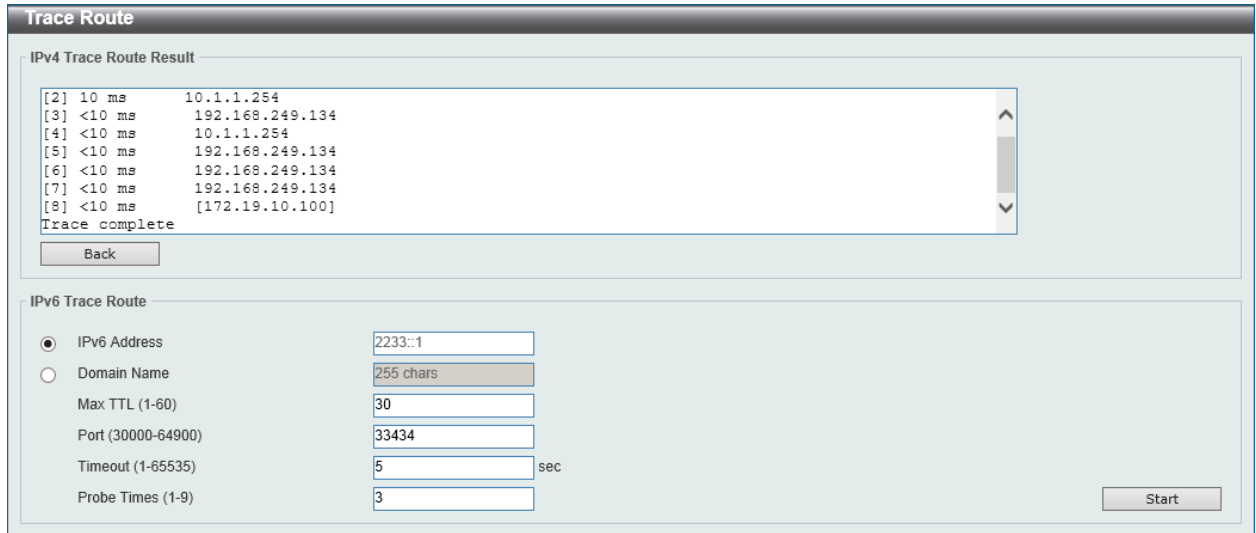 Trace Route
IPv4 Trace Route Result
[2] 10 ms 10.1.1.254
[3] <10 ms 192.168.249.134
[4] <10 ms 10.1.1.254
[5] <10 ms 192.168.249.134
[6] <10 ms 192.168.249.134
[7] <10 ms 192.168.249.134
[8] <10 ms [172.19.10.100]
Trace complete
Back
IPv6 Trace Route
IPv6 Address 2233::1
Domain Name 255 chars
Max TTL (1-60) 30
Port (30000-64900) 33434
Timeout (1-65535) 5 sec
Probe Times (1-9) 3 Start